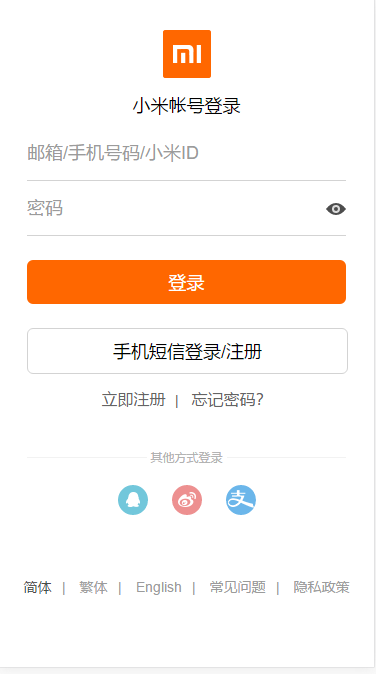 小米帐号登录
邮箱/手机号码/小米ID
密码
登录
手机短信登录/注册
立即注册 | 忘记密码?
其他方式登录
支
简体 | 繁体 | English | 常见问题 | 隐私政策